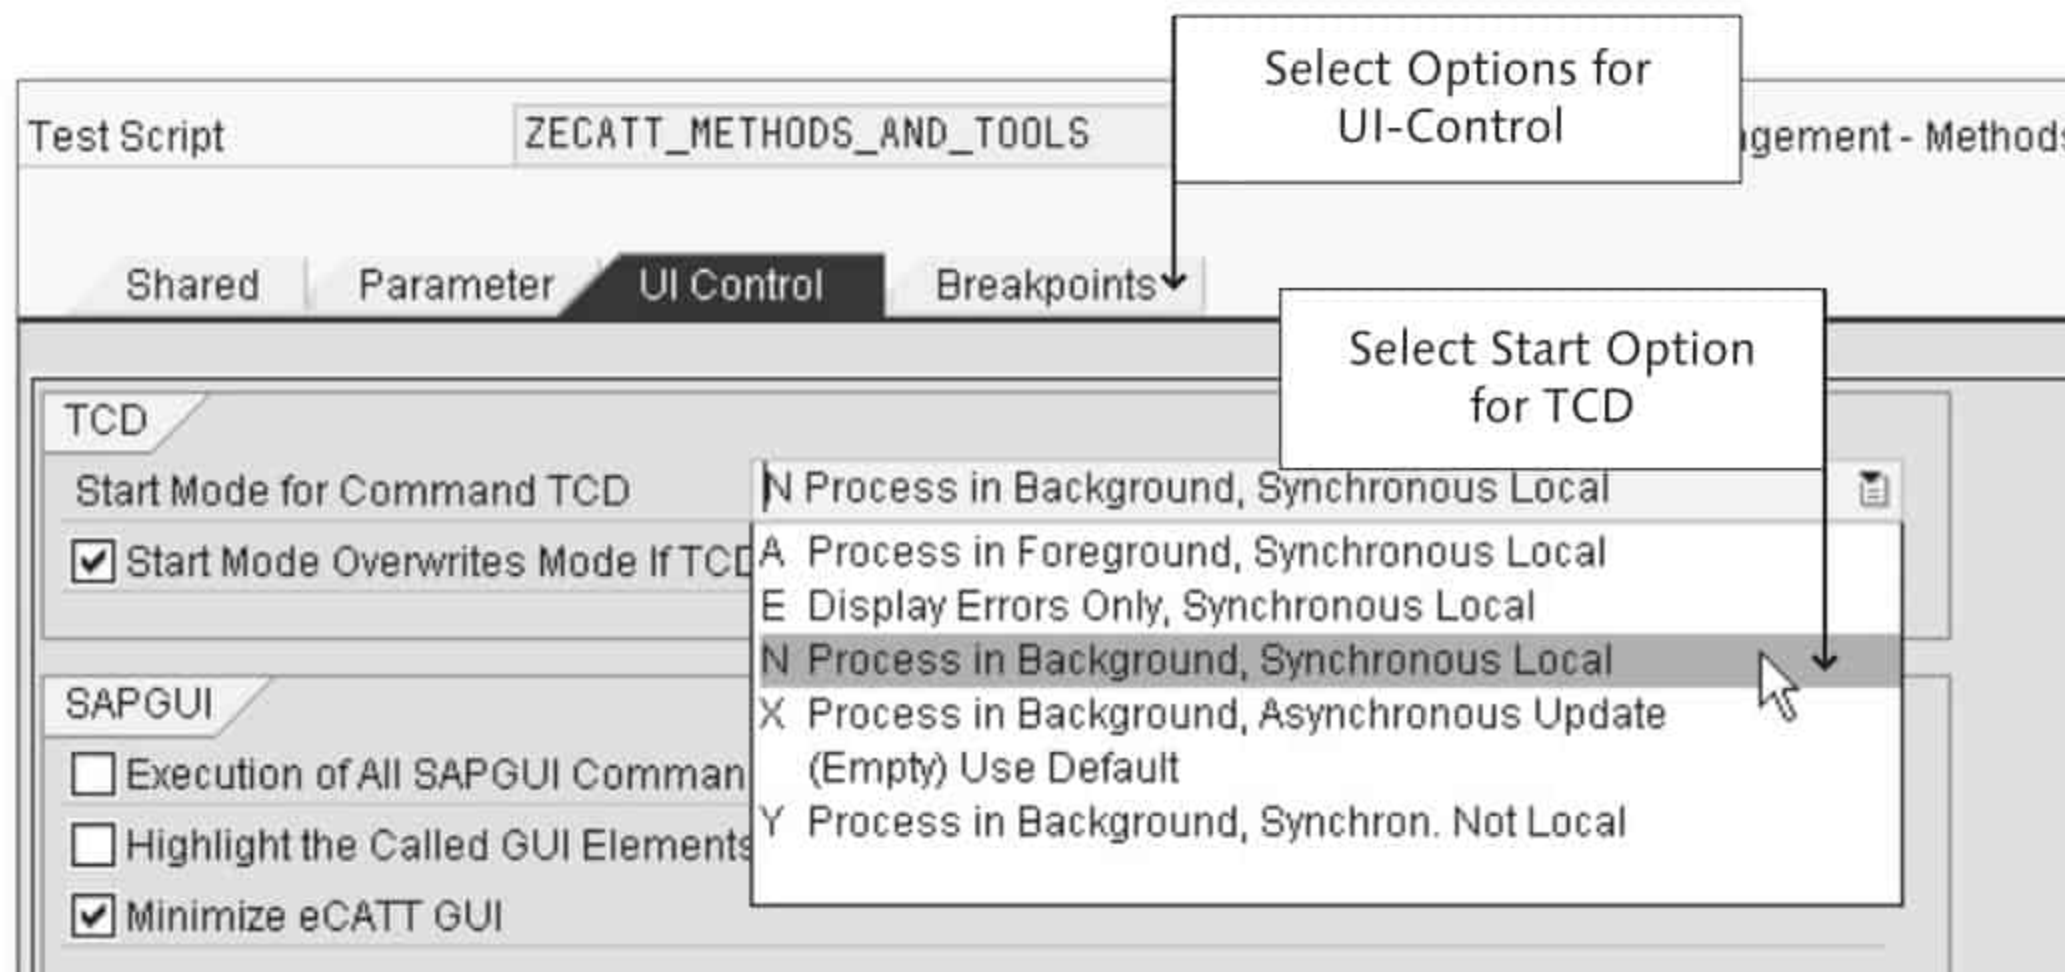 Select Options for
UI-Control
Test Script ZECATT_METHODS_AND_TOOLS gement - Methods
Shared Parameter UI Control Breakpoints
Select Start Option
for TCD
TCD
Start Mode for Command TCD N Process in Background, Synchronous Local
Start Mode Overwrites Mode If TCD
A Process in Foreground, Synchronous Local
E Display Errors Only, Synchronous Local
N Process in Background, Synchronous Local
X Process in Background, Asynchronous Update
(Empty) Use Default
Y Process in Background, Synchron. Not Local
SAPGUI
Execution of All SAPGUI Comman
Highlight the Called GUI Elements
Minimize eCATT GUI